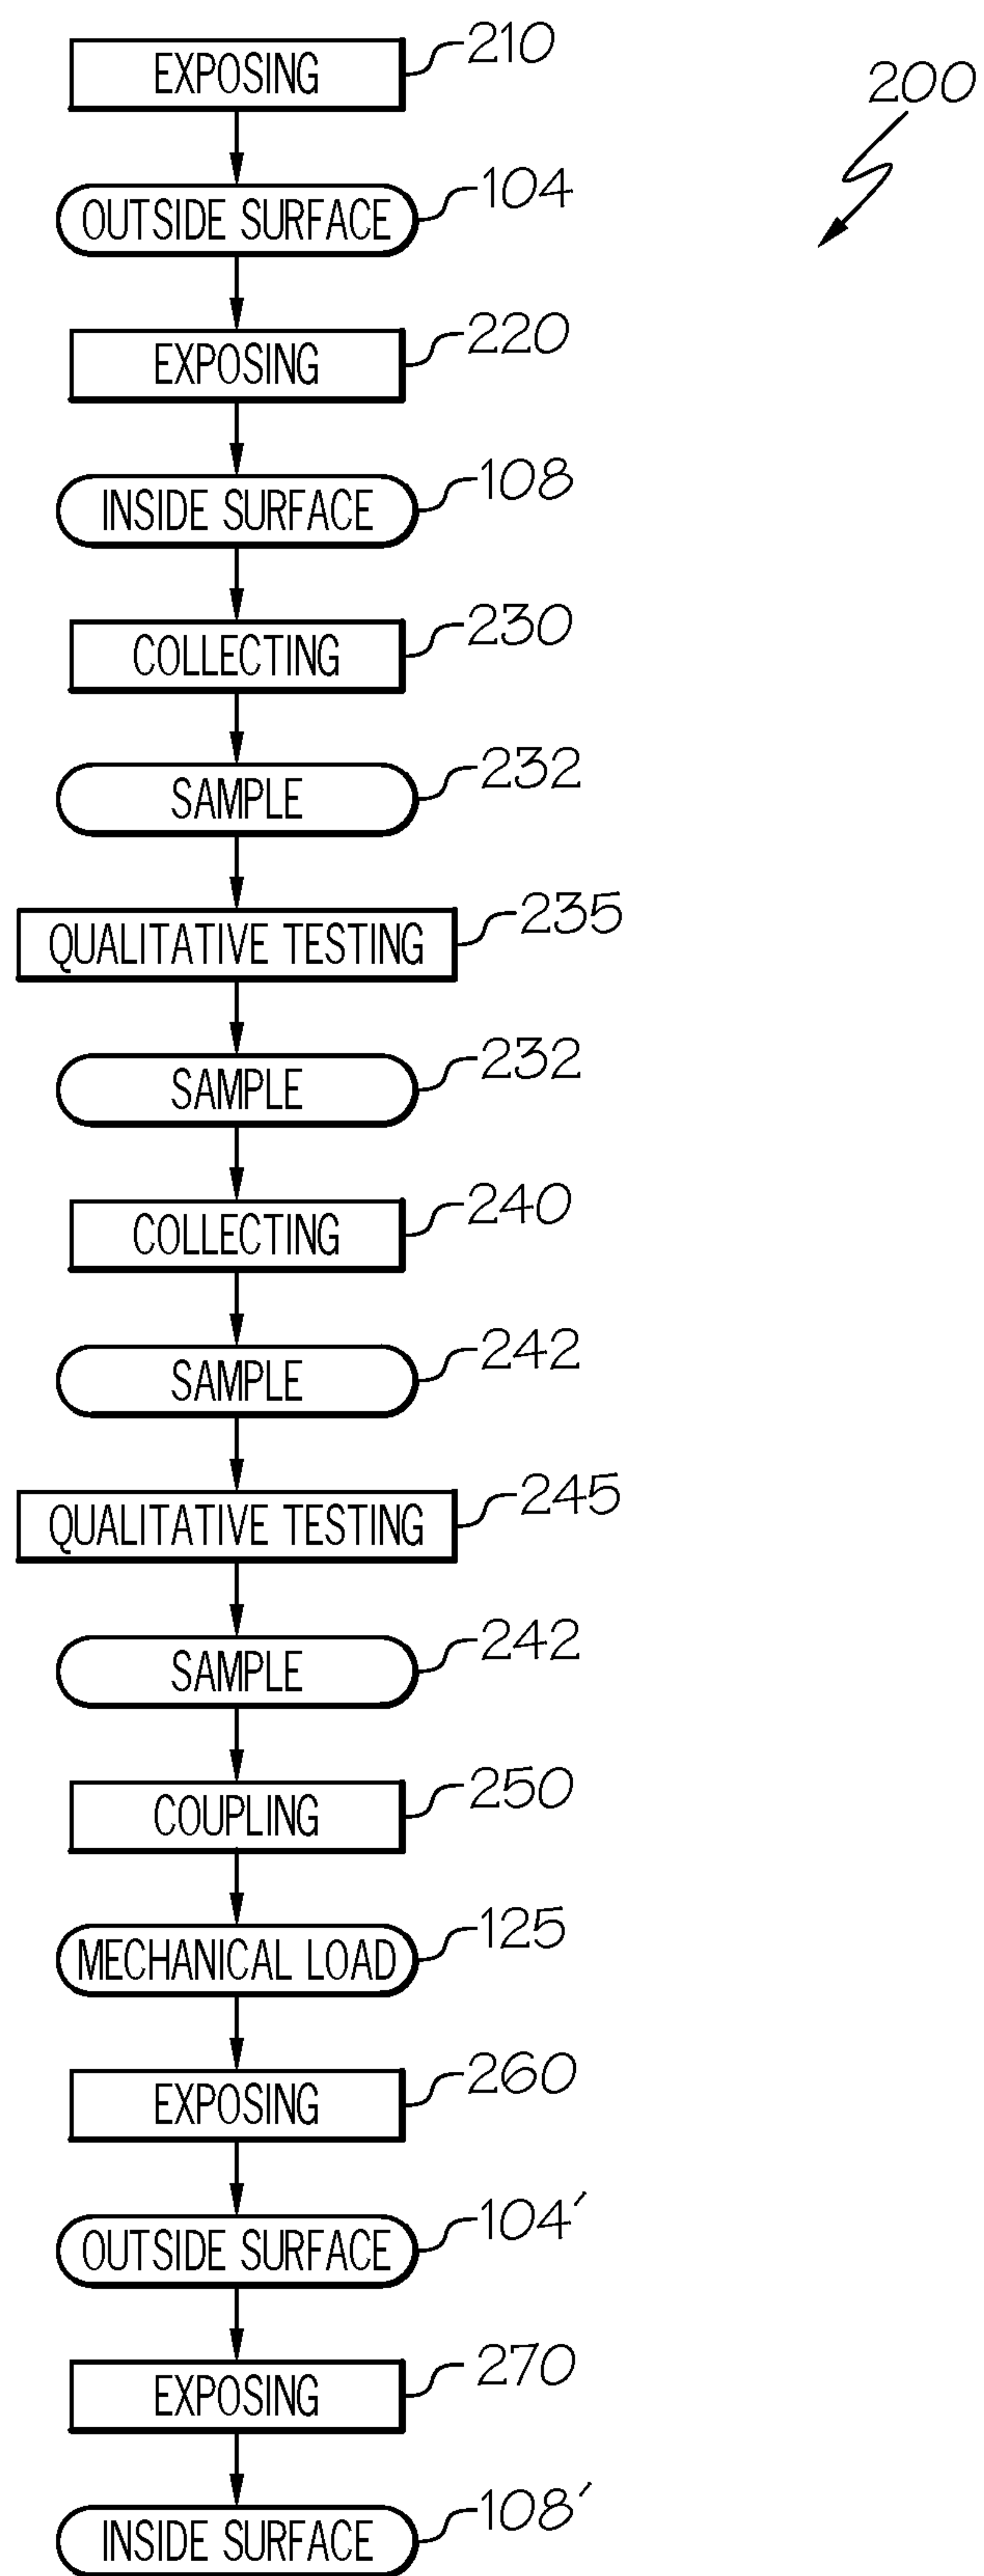 EXPOSING 210
200
OUTSIDE SURFACE 104
EXPOSING 220
INSIDE SURFACE 108
COLLECTING 230
SAMPLE 232
QUALITATIVE TESTING 235
SAMPLE 232
COLLECTING 240
SAMPLE 242
QUALITATIVE TESTING 245
SAMPLE 242
COUPLING 250
MECHANICAL LOAD 125
EXPOSING 260
OUTSIDE SURFACE 104′
EXPOSING 270
INSIDE SURFACE 108′